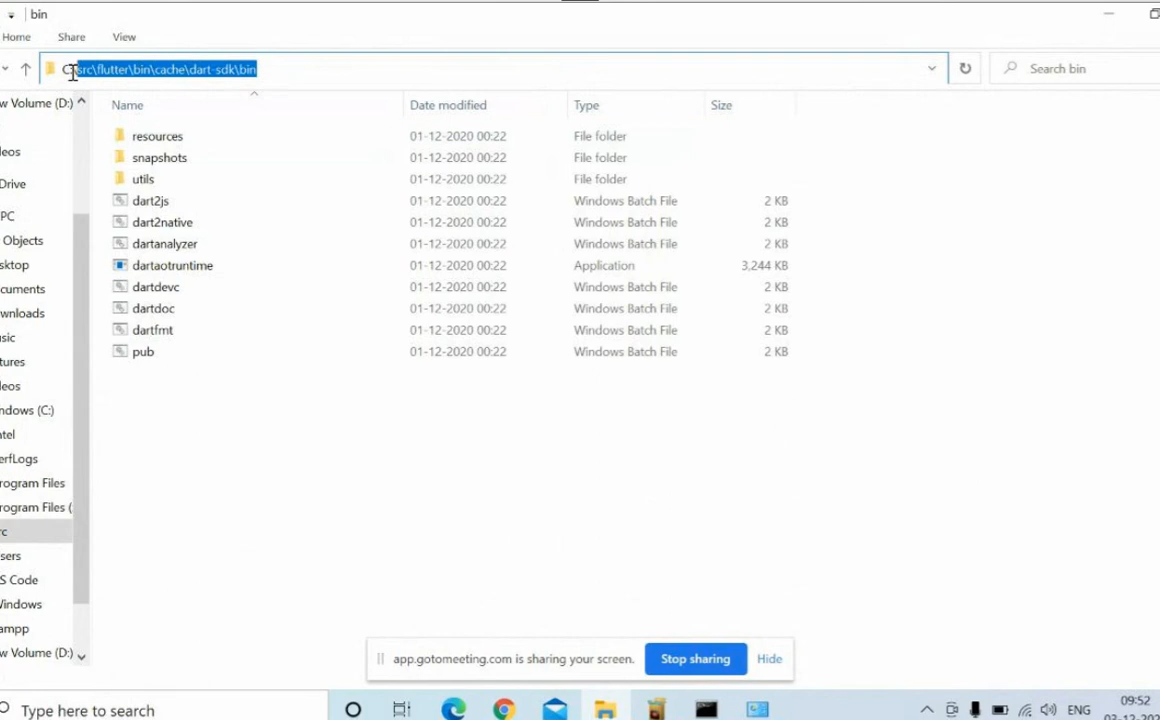 bin
Home Share View
C:\src\flutter\bin\cache\dart-sdk\bin
Search bin
w Volume (D:)
Name Date modified Type Size
resources 01-12-2020 00:22 File folder
eos
snapshots 01-12-2020 00:22 File folder
utils 01-12-2020 00:22 File folder
Drive
dart2js 01-12-2020 00:22 Windows Batch File 2 KB
PC
dart2native 01-12-2020 00:22 Windows Batch File 2 KB
Objects
dartanalyzer 01-12-2020 00:22 Windows Batch File 2 KB
sktop
dartaotruntime 01-12-2020 00:22 Application 3,244 KB
cuments
dartdevc 01-12-2020 00:22 Windows Batch File 2 KB
wnloads
dartdoc 01-12-2020 00:22 Windows Batch File 2 KB
sic
dartfmt 01-12-2020 00:22 Windows Batch File 2 KB
tures
pub 01-12-2020 00:22 Windows Batch File 2 KB
eos
ndows (C:)
ntel
erfLogs
rogram Files
rogram Files (
rc
sers
S Code
Windows
ampp
w Volume (D:)
app.gotomeeting.com is sharing your screen. Stop sharing Hide
Type here to search
ENG
09:52